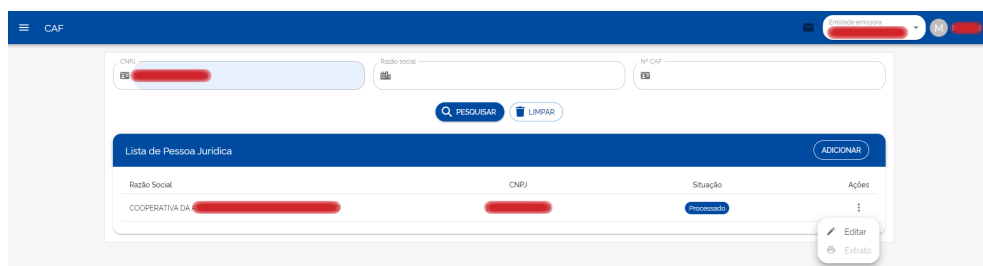 CAF
Entidade emissora
M
CNPJ
Razão social
Nº CAF
PESQUISAR
LIMPAR
Lista de Pessoa Jurídica
ADICIONAR
Razão Social CNPJ Situação Ações
COOPERATIVA DA Processado
Editar
Extrato